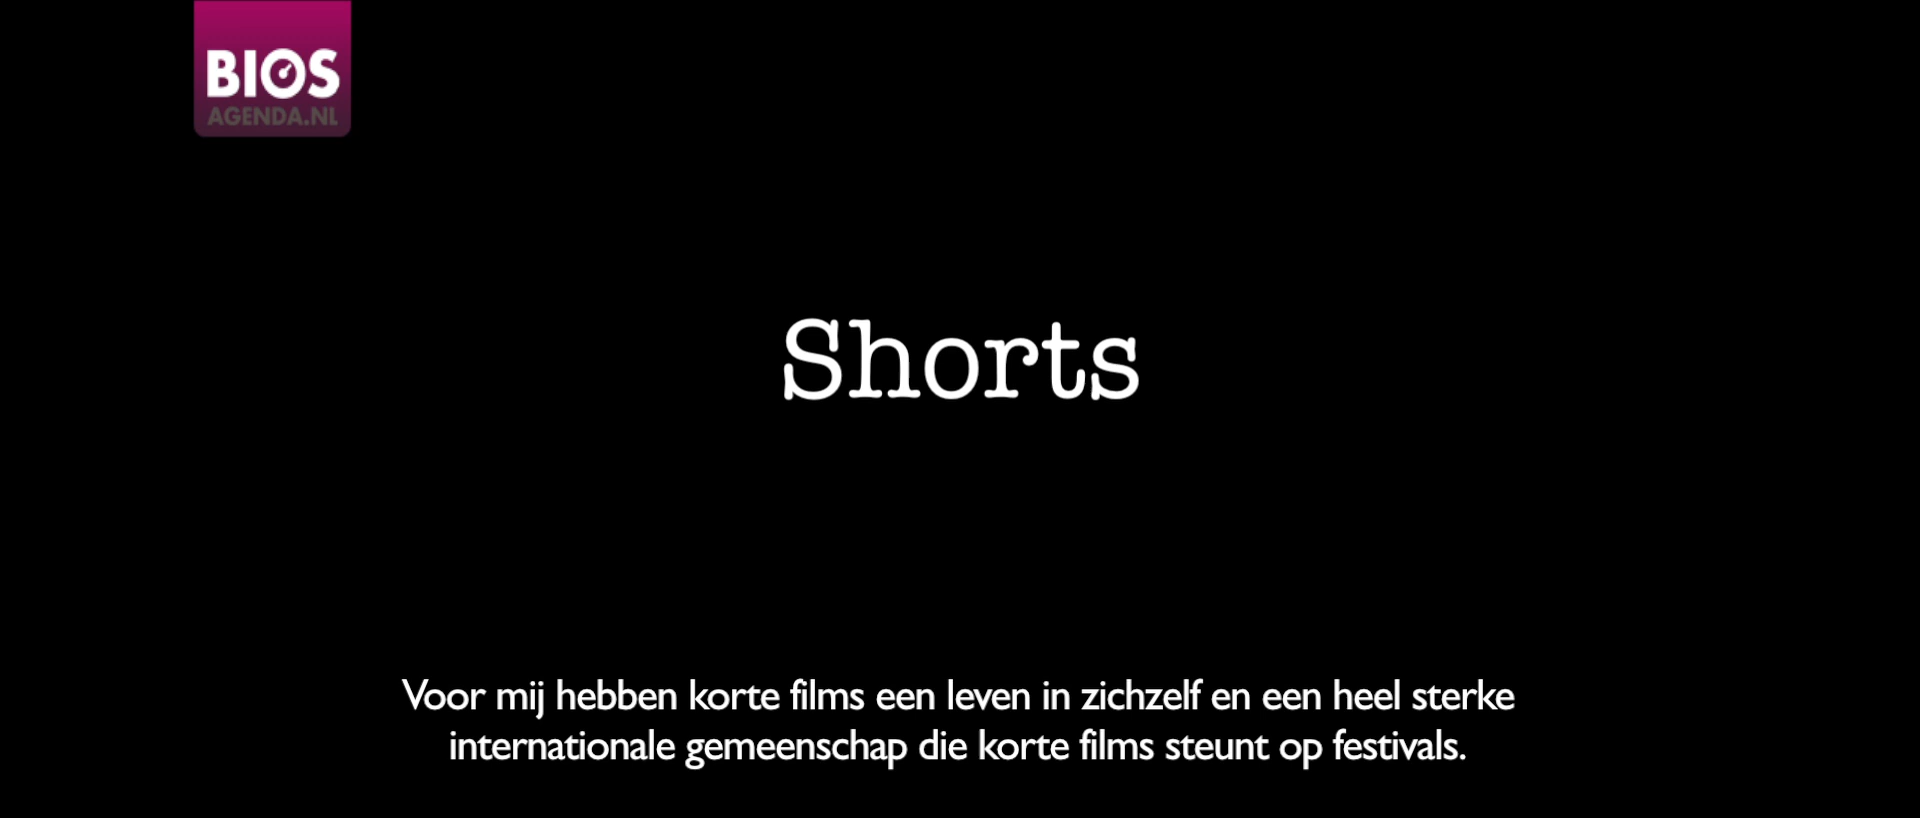 BIOS
AGENDA.NL
Shorts
Voor mij hebben korte films een leven in zichzelf en een heel sterke
internationale gemeenschap die korte films steunt op festivals.